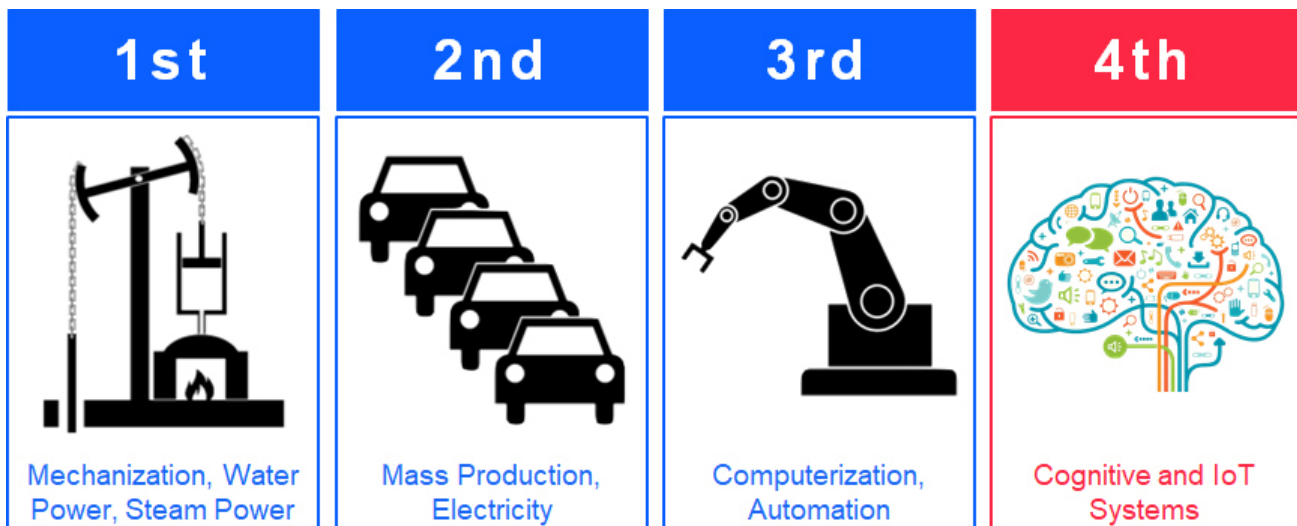 1st
2nd
3rd
4th
Mechanization, Water
Power, Steam Power
Mass Production,
Electricity
Computerization,
Automation
Cognitive and IoT
Systems